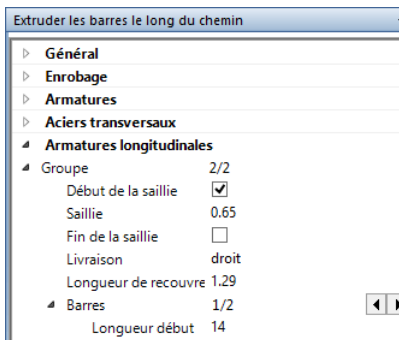 Extruder les barres le long du chemin
Général
Enrobage
Armatures
Aciers transversaux
Armatures longitudinales
Groupe 2/2
Début de la saillie
Saillie 0.65
Fin de la saillie
Livraison droit
Longueur de recouvre 1.29
Barres 1/2
Longueur début 14